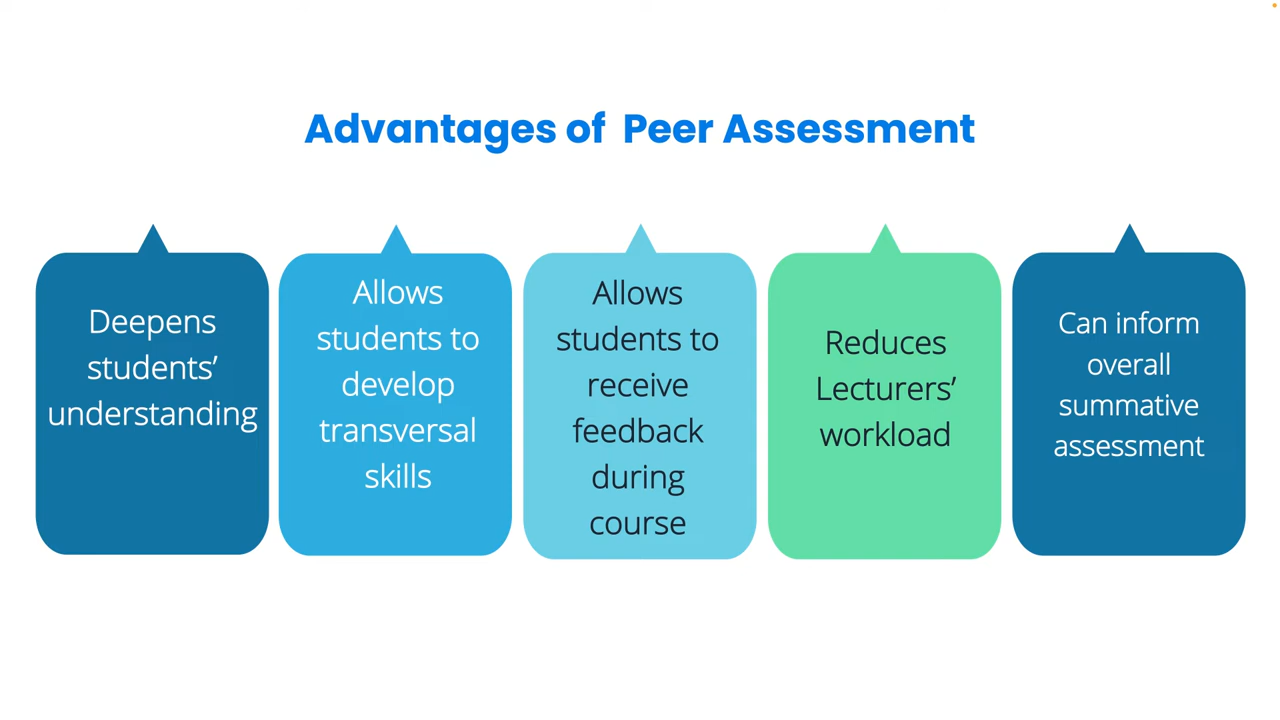 Advantages of  Peer Assessment
Deepens
students’
understanding
Allows
students to
develop
transversal
skills
Allows
students to
receive
feedback
during
course
Reduces
Lecturers’
workload
Can inform
overall
summative
assessment